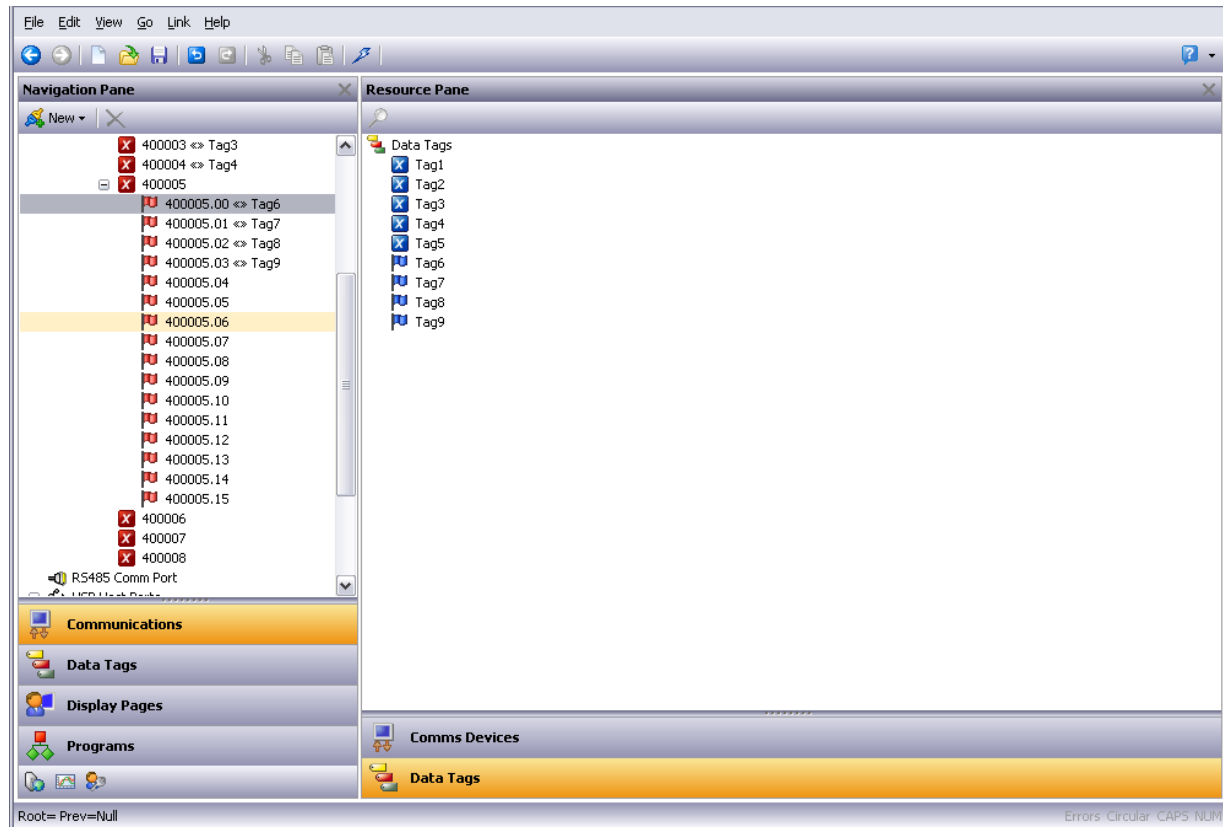 File Edit View Go Link Help
Navigation Pane
New
400003 <> Tag3
400004 <> Tag4
400005
400005.00 <> Tag6
400005.01 <> Tag7
400005.02 <> Tag8
400005.03 <> Tag9
400005.04
400005.05
400005.06
400005.07
400005.08
400005.09
400005.10
400005.11
400005.12
400005.13
400005.14
400005.15
400006
400007
400008
RS485 Comm Port
USB Host Ports
Communications
Data Tags
Display Pages
Programs
Resource Pane
Data Tags
Tag1
Tag2
Tag3
Tag4
Tag5
Tag6
Tag7
Tag8
Tag9
Comms Devices
Data Tags
Root= Prev=Null
Errors Circular CAPS NUM